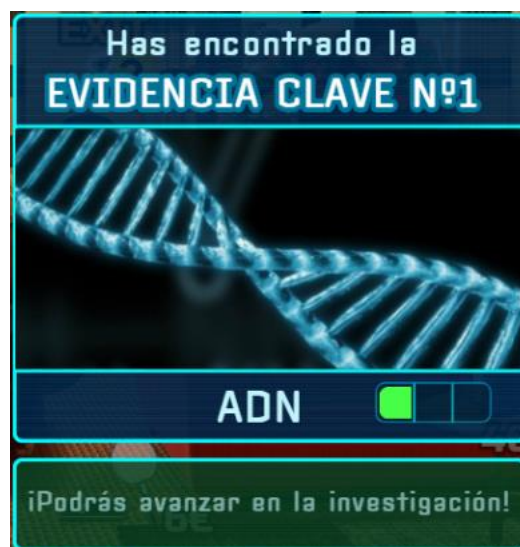 Has encontrado la
EVIDENCIA CLAVE Nº1
ADN
¡Podrás avanzar en la investigación!